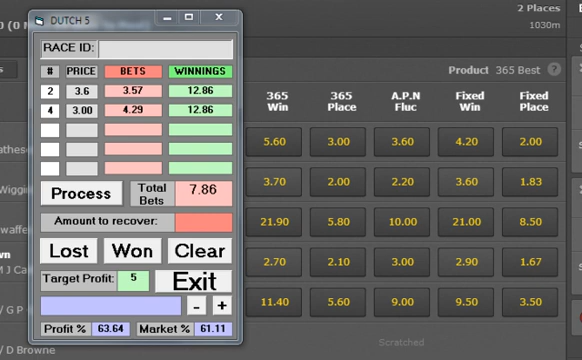 DUTCH 5
2 Places
1030m
RACE ID:
Product 365 Best ?
# PRICE BETS WINNINGS
2 3.6 3.57 12.86
4 3.00 4.29 12.86
365 Win 365 Place A.P.N Fluc Fixed Win Fixed Place
5.60 3.00 3.60 4.20 2.00
3.70 2.00 2.20 3.60 1.83
21.90 5.80 10.00 21.00 8.50
2.70 2.10 3.00 2.90 1.67
11.40 5.60 9.00 9.50 3.50
Process Total Bets 7.86
Amount to recover:
Lost Won Clear
Target Profit: 5 Exit
- +
Profit % 63.64 Market % 61.11
Scratched
D Browne